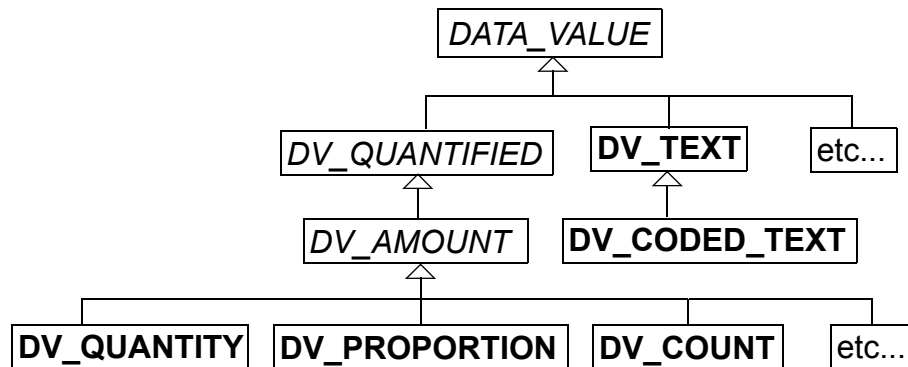 DATA_VALUE
DV_QUANTIFIED DV_TEXT etc...
DV_AMOUNT DV_CODED_TEXT
DV_QUANTITY DV_PROPORTION DV_COUNT etc...